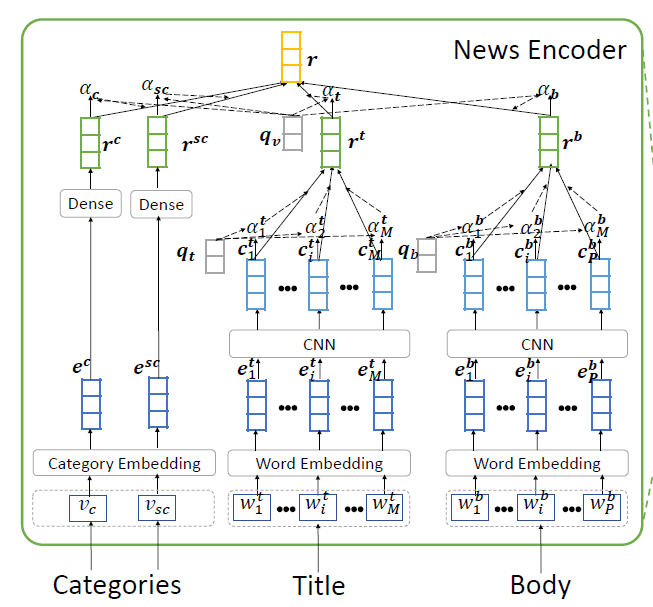 News Encoder
r
α_c α_sc α_t α_b
r^c r^sc q_v r^t r^b
Dense Dense
q_t α_1^t α_2^t α_M^t q_b α_1^b α_2^b α_M^b
c_1^t c_i^t c_M^t c_1^b c_i^b c_P^b
••• ••• ••• •••
CNN CNN
e^c e^sc e_1^t e_i^t e_M^t e_1^b e_i^b e_P^b
••• ••• ••• •••
Category Embedding Word Embedding Word Embedding
v_c v_sc w_1^t ••• w_i^t ••• w_M^t w_1^b ••• w_i^b ••• w_P^b
Categories Title Body